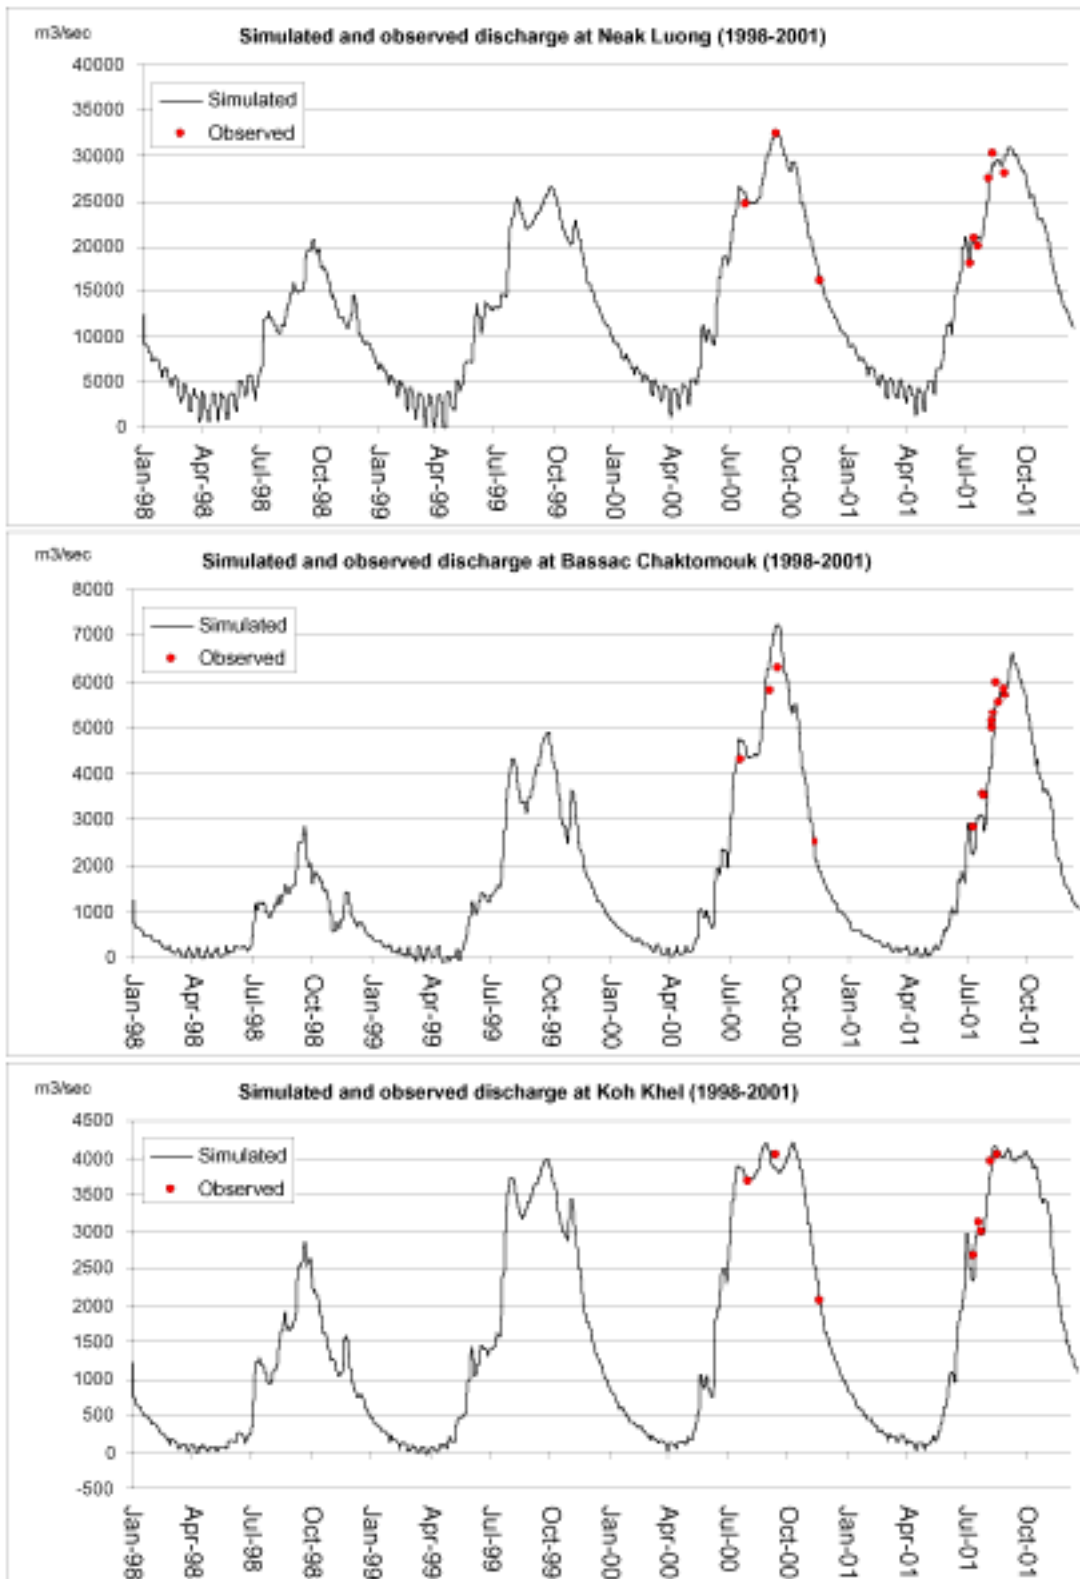 m3/sec
Simulated and observed discharge at Neak Luong (1998-2001)
40000
35000
30000
25000
20000
15000
10000
5000
0
Simulated
Observed
Jan-98 Apr-98 Jul-98 Oct-98 Jan-99 Apr-99 Jul-99 Oct-99 Jan-00 Apr-00 Jul-00 Oct-00 Jan-01 Apr-01 Jul-01 Oct-01
m3/sec
Simulated and observed discharge at Bassac Chaktomouk (1998-2001)
8000
7000
6000
5000
4000
3000
2000
1000
0
Simulated
Observed
Jan-98 Apr-98 Jul-98 Oct-98 Jan-99 Apr-99 Jul-99 Oct-99 Jan-00 Apr-00 Jul-00 Oct-00 Jan-01 Apr-01 Jul-01 Oct-01
m3/sec
Simulated and observed discharge at Koh Khel (1998-2001)
4500
4000
3500
3000
2500
2000
1500
1000
500
0
-500
Simulated
Observed
Jan-98 Apr-98 Jul-98 Oct-98 Jan-99 Apr-99 Jul-99 Oct-99 Jan-00 Apr-00 Jul-00 Oct-00 Jan-01 Apr-01 Jul-01 Oct-01